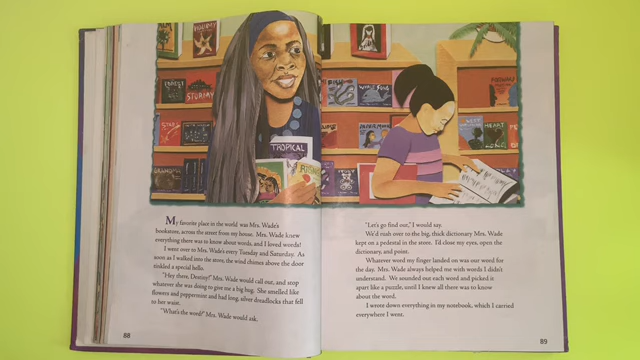 TROPICAL
STORM
HEART
My favorite place in the world was Mrs. Wade's
bookstore, across the street from my house. Mrs. Wade knew
everything there was to know about words, and I loved words!
I went over to Mrs. Wade's every Tuesday and Saturday. As
soon as I walked into the store, the wind chimes above the door
tinkled a special hello.
"Hey there, Destiny!" Mrs. Wade would call out, and stop
whatever she was doing to give me a big hug. She smelled like
flowers and peppermint and had long, silver dreadlocks that fell
to her waist.
"What's the word?" Mrs. Wade would ask.
88
"Let's go find out," I would say.
We'd rush over to the big, thick dictionary Mrs. Wade
kept on a pedestal in the store. I'd close my eyes, open the
dictionary, and point.
Whatever word my finger landed on was our word for
the day. Mrs. Wade always helped me with words I didn't
understand. We sounded out each word and picked it
apart like a puzzle, until I knew all there was to know
about the word.
I wrote down everything in my notebook, which I carried
everywhere I went.
89